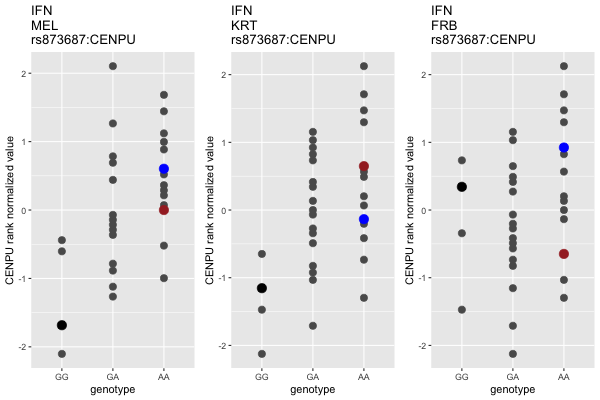 IFN
MEL
rs873687:CENPU
CENPU rank normalized value
2
1
0
-1
-2
GG GA AA
genotype
IFN
KRT
rs873687:CENPU
CENPU rank normalized value
2
1
0
-1
-2
GG GA AA
genotype
IFN
FRB
rs873687:CENPU
CENPU rank normalized value
2
1
0
-1
-2
GG GA AA
genotype